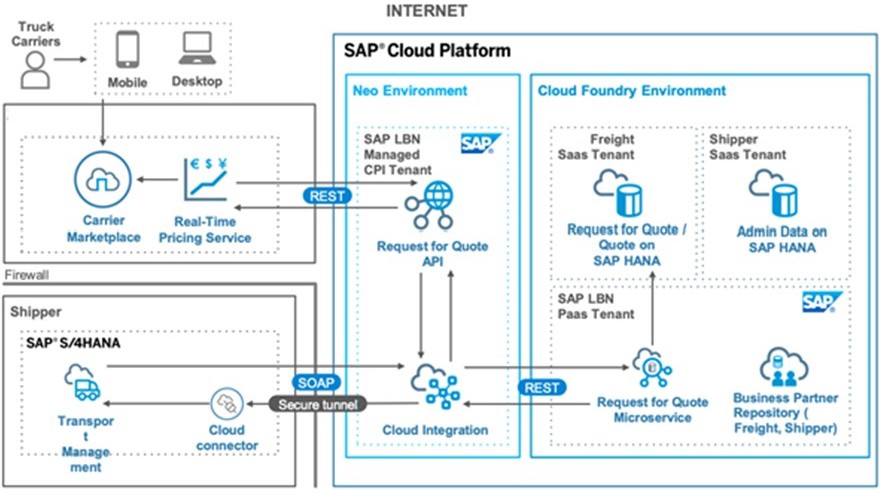 INTERNET
Truck
Carriers
Mobile
Desktop
SAP® Cloud Platform
Neo Environment
Cloud Foundry Environment
SAP LBN
Managed
CPI Tenant
SAP
Freight
SaaS Tenant
Shipper
SaaS Tenant
€ $ ¥
Carrier
Marketplace
Real-Time
Pricing Service
REST
Request for Quote
API
Request for Quote /
Quote on
SAP HANA
Admin Data on
SAP HANA
Firewall
Shipper
SAP® S/4HANA
SAP LBN
Paas Tenant
SAP
Transpor
t
Manage
ment
Cloud
connector
SOAP
Secure tunnel
Cloud Integration
REST
Request for Quote
Microservice
Business Partner
Repository (
Freight, Shipper)